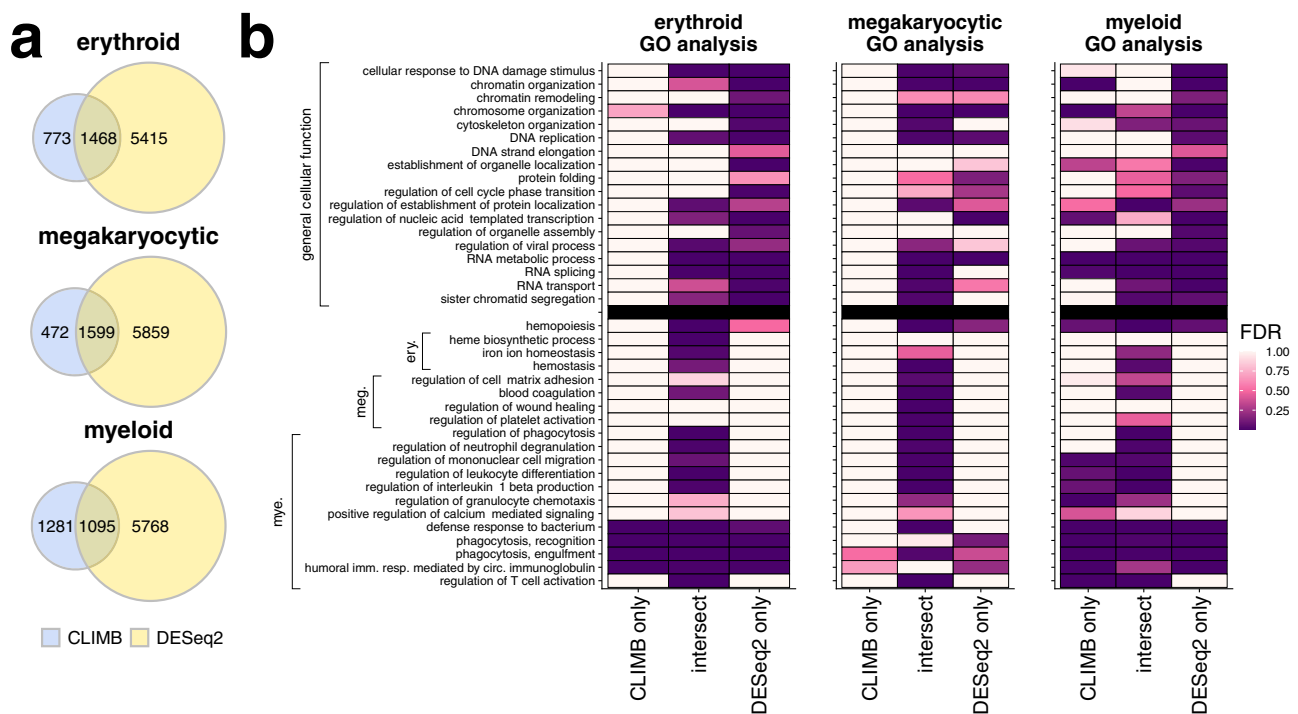 a
erythroid
773 1468 5415
megakaryocytic
472 1599 5859
myeloid
1281 1095 5768
CLIMB DESeq2
b
erythroid
GO analysis
megakaryocytic
GO analysis
myeloid
GO analysis
general cellular function
cellular response to DNA damage stimulus
chromatin organization
chromatin remodeling
chromosome organization
cytoskeleton organization
DNA replication
DNA strand elongation
establishment of organelle localization
protein folding
regulation of cell cycle phase transition
regulation of establishment of protein localization
regulation of nucleic acid templated transcription
regulation of organelle assembly
regulation of viral process
RNA metabolic process
RNA splicing
RNA transport
sister chromatid segregation
hemopoiesis
ery.
heme biosynthetic process
iron ion homeostasis
hemostasis
meg.
regulation of cell matrix adhesion
blood coagulation
regulation of wound healing
regulation of platelet activation
mye.
regulation of phagocytosis
regulation of neutrophil degranulation
regulation of mononuclear cell migration
regulation of leukocyte differentiation
regulation of interleukin 1 beta production
regulation of granulocyte chemotaxis
positive regulation of calcium mediated signaling
defense response to bacterium
phagocytosis, recognition
phagocytosis, engulfment
humoral imm. resp. mediated by circ. immunoglobulin
regulation of T cell activation
CLIMB only
intersect
DESeq2 only
CLIMB only
intersect
DESeq2 only
CLIMB only
intersect
DESeq2 only
FDR
1.00
0.75
0.50
0.25